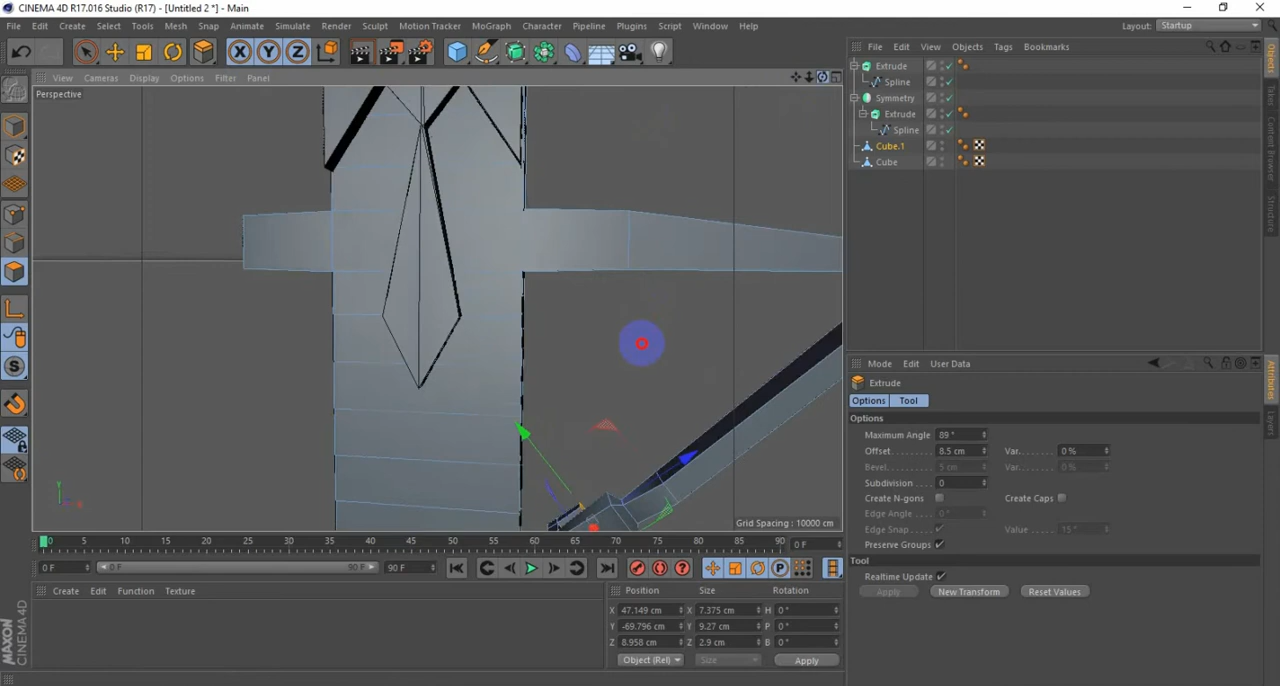 CINEMA 4D R17.016 Studio (R17) - [Untitled 2 *] - Main
File Edit Create Select Tools Mesh Snap Animate Simulate Render Sculpt Motion Tracker MoGraph Character Pipeline Plugins Script Window Help
Layout: Startup
X Y Z
File Edit View Objects Tags Bookmarks
View Cameras Display Options Filter Panel
Perspective
Extrude
Spline
Symmetry
Extrude
Spline
Cube.1
Cube
Objects
Takes
Content Browser
Structure
Mode Edit User Data
Extrude
Options Tool
Options
Maximum Angle 89 °
Offset 8.5 cm Var. 0 %
Bevel 5 cm Var. 0 %
Subdivision 0
Create N-gons Create Caps
Edge Angle 0 °
Edge Snap Value 15 °
Preserve Groups
Tool
Realtime Update
Apply New Transform Reset Values
Attributes
Layers
Y
X
Grid Spacing : 10000 cm
0 5 10 15 20 25 30 35 40 45 50 55 60 65 70 75 80 85 90 0 F
0 F 0 F 90 F 90 F
Create Edit Function Texture
Position Size Rotation
X 47.149 cm X 7.375 cm H 0 °
Y -69.796 cm Y 9.27 cm P 0 °
Z 8.958 cm Z 2.9 cm B 0 °
Object (Rel) Size Apply
MAXON CINEMA4D